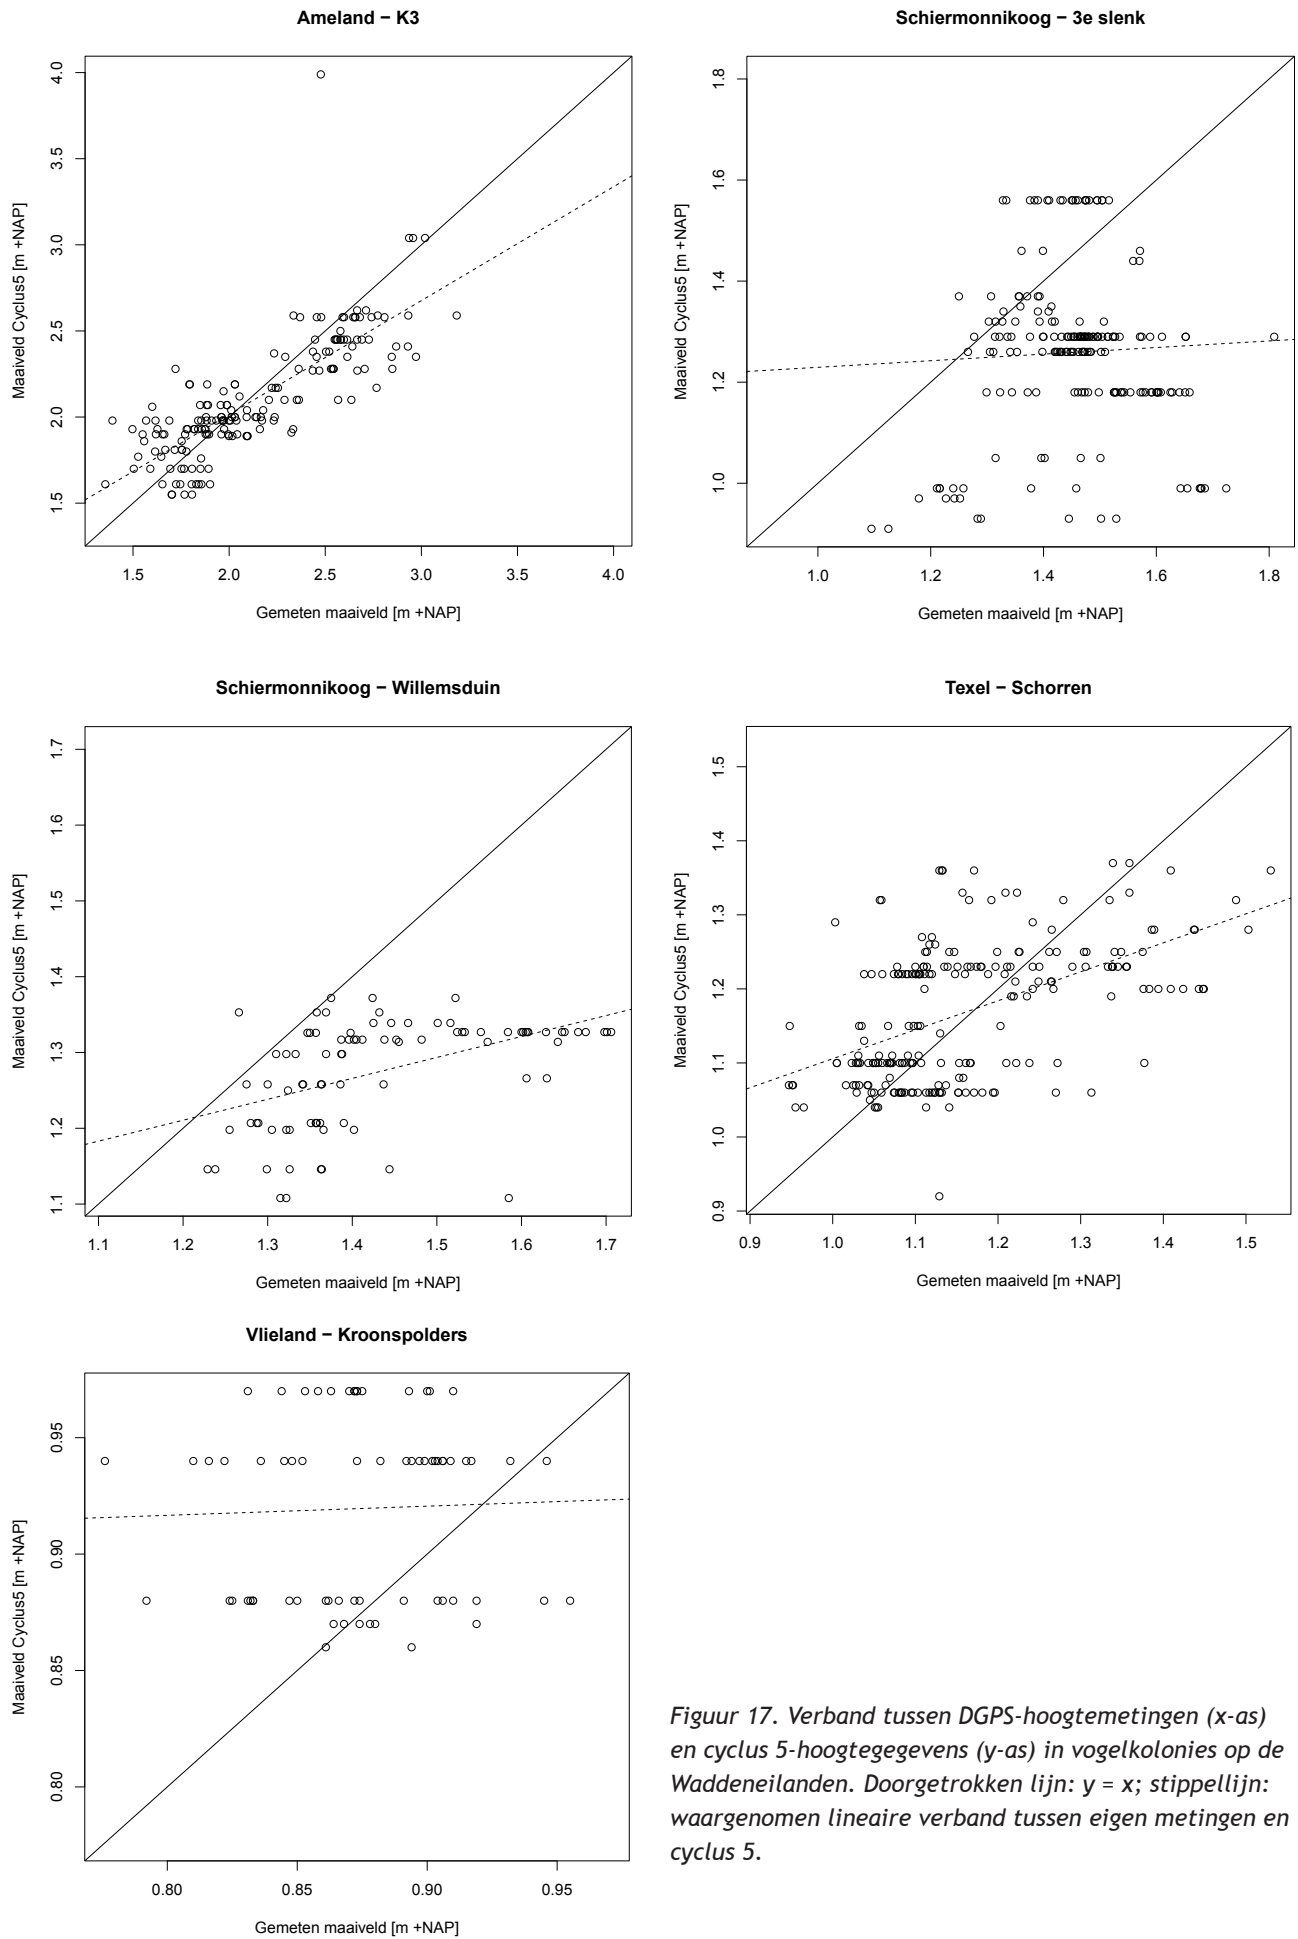 Ameland − K3
Maaiveld Cyclus5 [m +NAP]
4.0
3.5
3.0
2.5
2.0
1.5
1.5 2.0 2.5 3.0 3.5 4.0
Gemeten maaiveld [m +NAP]
Schiermonnikoog − 3e slenk
Maaiveld Cyclus5 [m +NAP]
1.8
1.6
1.4
1.2
1.0
1.0 1.2 1.4 1.6 1.8
Gemeten maaiveld [m +NAP]
Schiermonnikoog − Willemsduin
Maaiveld Cyclus5 [m +NAP]
1.7
1.6
1.5
1.4
1.3
1.2
1.1
1.1 1.2 1.3 1.4 1.5 1.6 1.7
Gemeten maaiveld [m +NAP]
Texel − Schorren
Maaiveld Cyclus5 [m +NAP]
1.5
1.4
1.3
1.2
1.1
1.0
0.9
0.9 1.0 1.1 1.2 1.3 1.4 1.5
Gemeten maaiveld [m +NAP]
Vlieland − Kroonspolders
Maaiveld Cyclus5 [m +NAP]
0.95
0.90
0.85
0.80
0.80 0.85 0.90 0.95
Gemeten maaiveld [m +NAP]
Figuur 17. Verband tussen DGPS-hoogtemetingen (x-as)
en cyclus 5-hoogtegegevens (y-as) in vogelkolonies op de
Waddeneilanden. Doorgetrokken lijn: y = x; stippellijn:
waargenomen lineaire verband tussen eigen metingen en
cyclus 5.